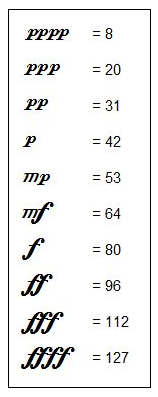 pppp = 8
ppp = 20
pp = 31
p = 42
mp = 53
mf = 64
f = 80
ff = 96
fff = 112
ffff = 127